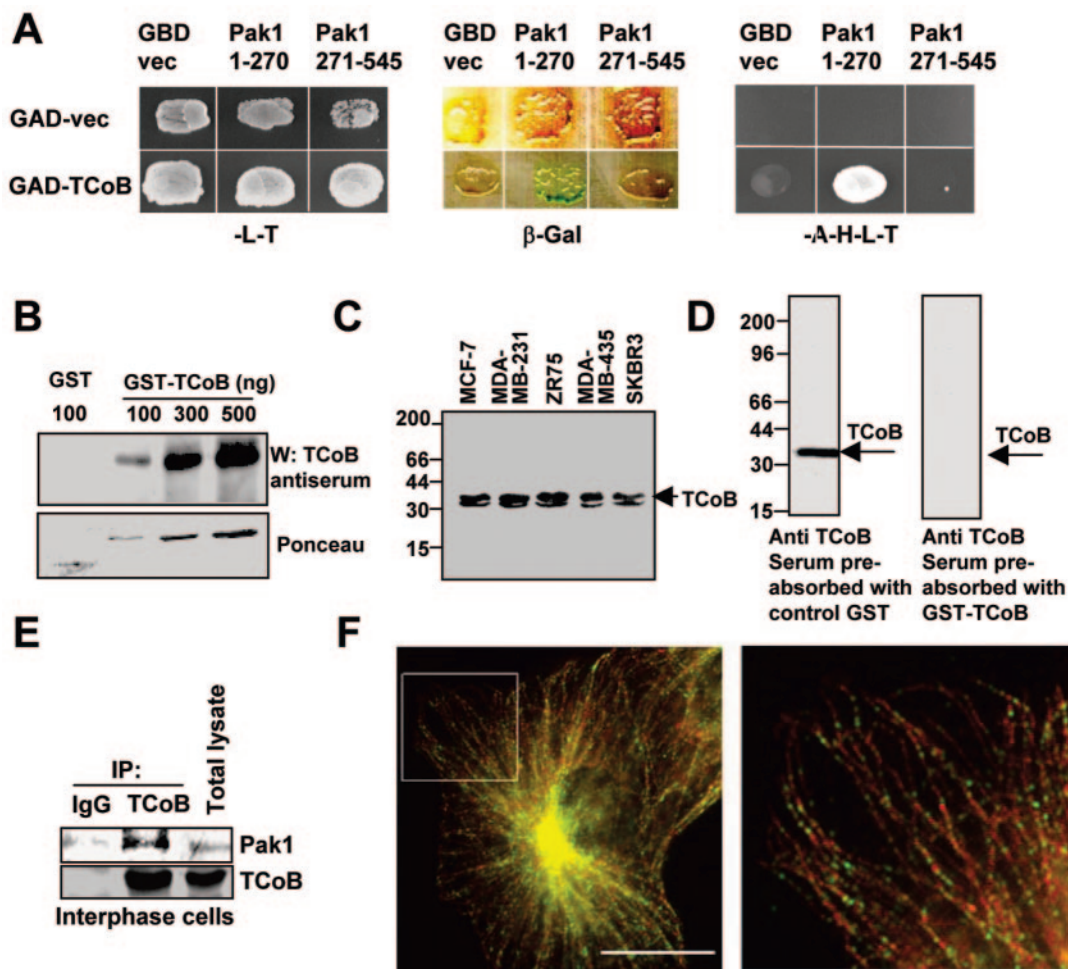 A
GBD vec Pak1 1-270 Pak1 271-545
GBD vec Pak1 1-270 Pak1 271-545
GBD vec Pak1 1-270 Pak1 271-545
GAD-vec
GAD-TCoB
-L-T
β-Gal
-A-H-L-T
B
GST GST-TCoB (ng)
100 100 300 500
W: TCoB
antiserum
Ponceau
C
MCF-7
MDA-
MB-231
ZR75
MDA-
MB-435
SKBR3
200
66
44
30
15
TCoB
D
200
96
66
44
30
15
TCoB
TCoB
Anti TCoB
Serum pre-
absorbed with
control GST
Anti TCoB
Serum pre-
absorbed with
GST-TCoB
E
IP:
IgG TCoB
Total lysate
Pak1
TCoB
Interphase cells
F